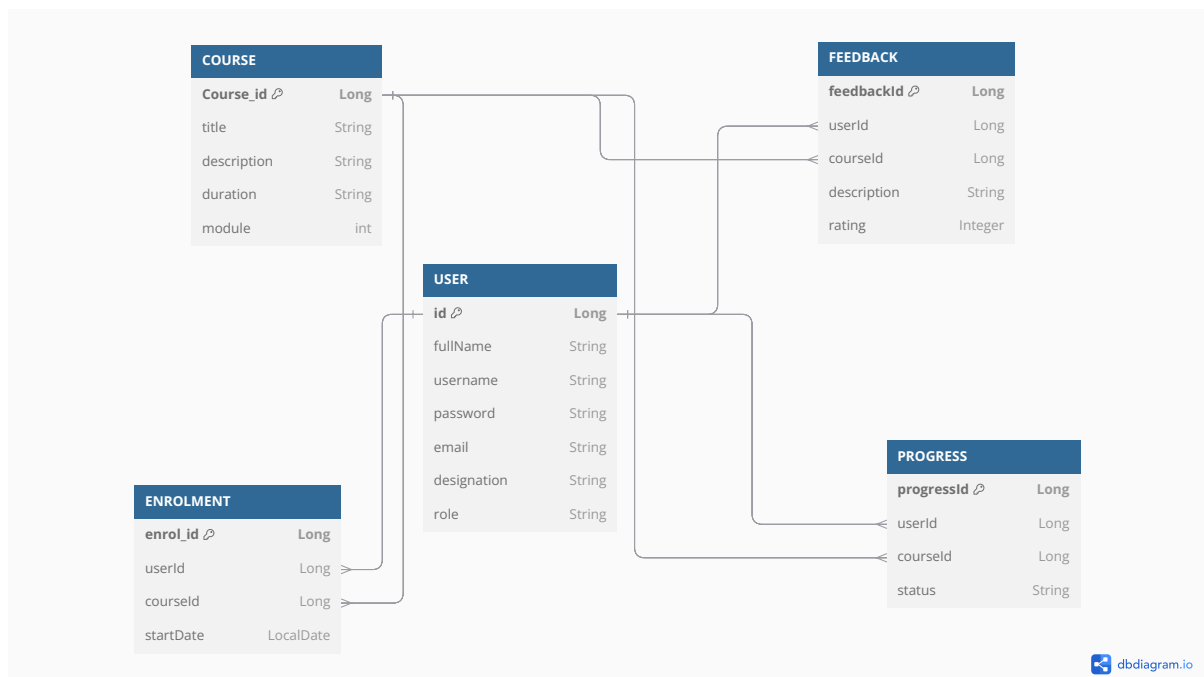 COURSE
Course_id Long
title String
description String
duration String
module int
FEEDBACK
feedbackId Long
userId Long
courseId Long
description String
rating Integer
USER
id Long
fullName String
username String
password String
email String
designation String
role String
PROGRESS
progressId Long
userId Long
courseId Long
status String
ENROLMENT
enrol_id Long
userId Long
courseId Long
startDate LocalDate
dbdiagram.io